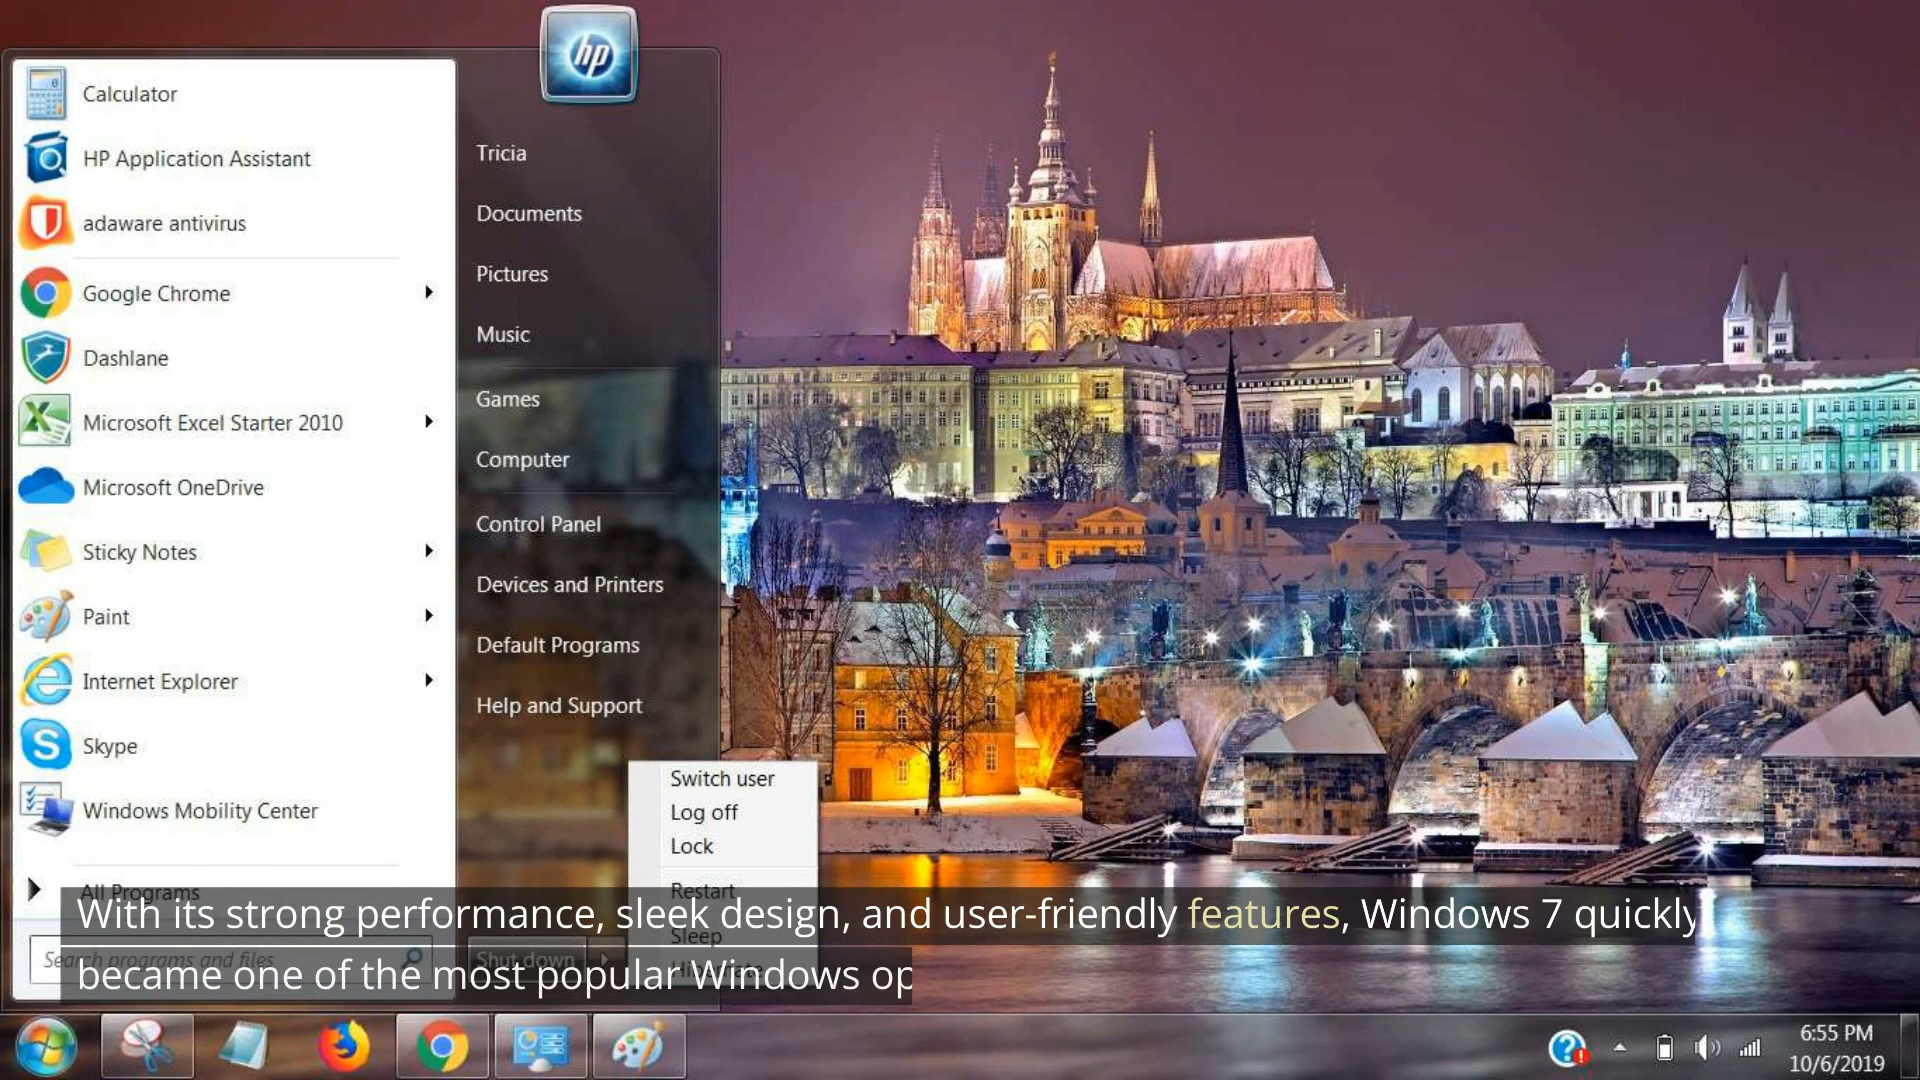 hp
Calculator
HP Application Assistant
adaware antivirus
Google Chrome
Dashlane
Microsoft Excel Starter 2010
Microsoft OneDrive
Sticky Notes
Paint
Internet Explorer
Skype
Windows Mobility Center
All Programs
Search programs and files
Tricia
Documents
Pictures
Music
Games
Computer
Control Panel
Devices and Printers
Default Programs
Help and Support
Shut down
Switch user
Log off
Lock
Restart
Sleep
Hibernate
With its strong performance, sleek design, and user-friendly features, Windows 7 quickly
became one of the most popular Windows op
6:55 PM
10/6/2019